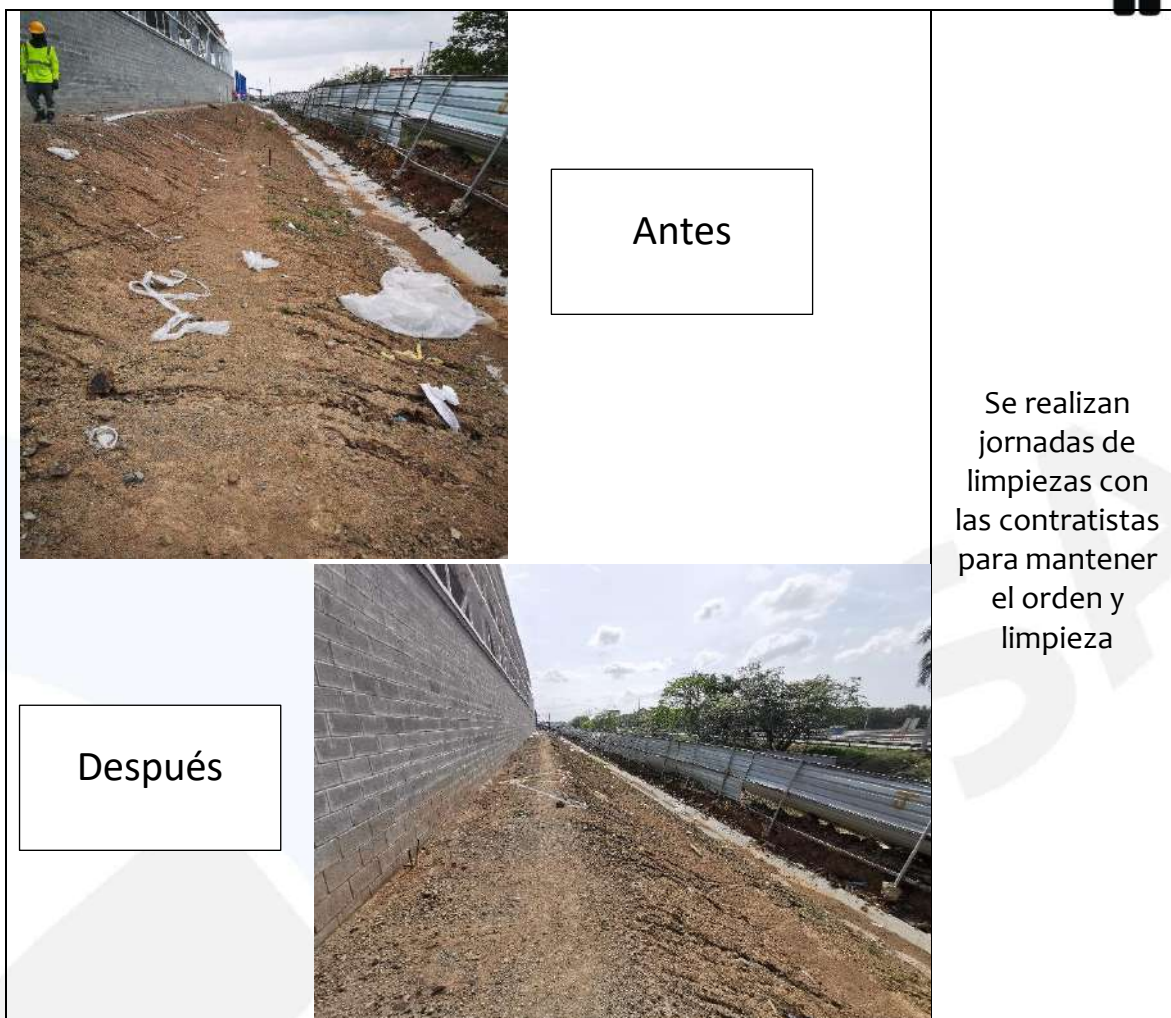 Antes
Se realizan
jornadas de
limpiezas con
las contratistas
para mantener
el orden y
limpieza
Después